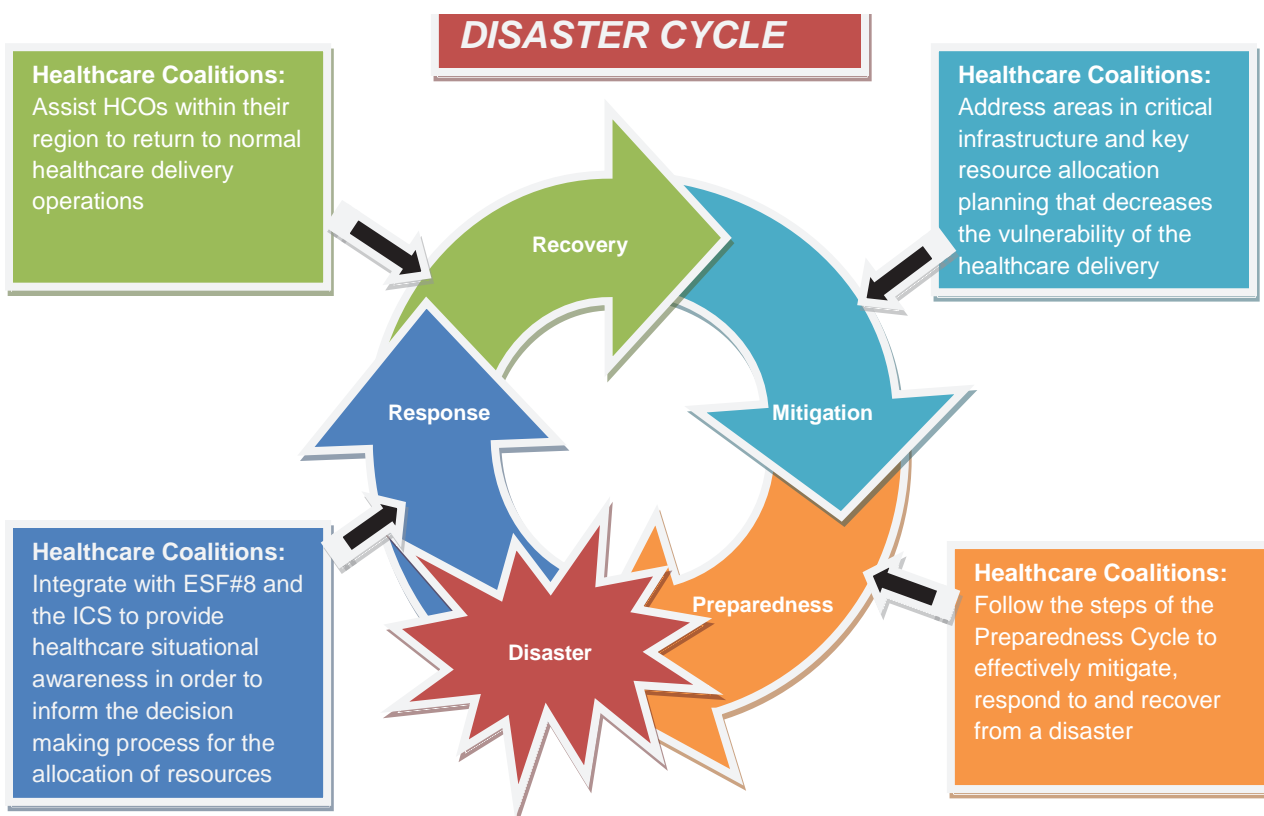 DISASTER CYCLE
Healthcare Coalitions:
Assist HCOs within their
region to return to normal
healthcare delivery
operations
Healthcare Coalitions:
Address areas in critical
infrastructure and key
resource allocation
planning that decreases
the vulnerability of the
healthcare delivery
Recovery
Response
Mitigation
Healthcare Coalitions:
Integrate with ESF#8 and
the ICS to provide
healthcare situational
awareness in order to
inform the decision
making process for the
allocation of resources
Disaster
Preparedness
Healthcare Coalitions:
Follow the steps of the
Preparedness Cycle to
effectively mitigate,
respond to and recover
from a disaster